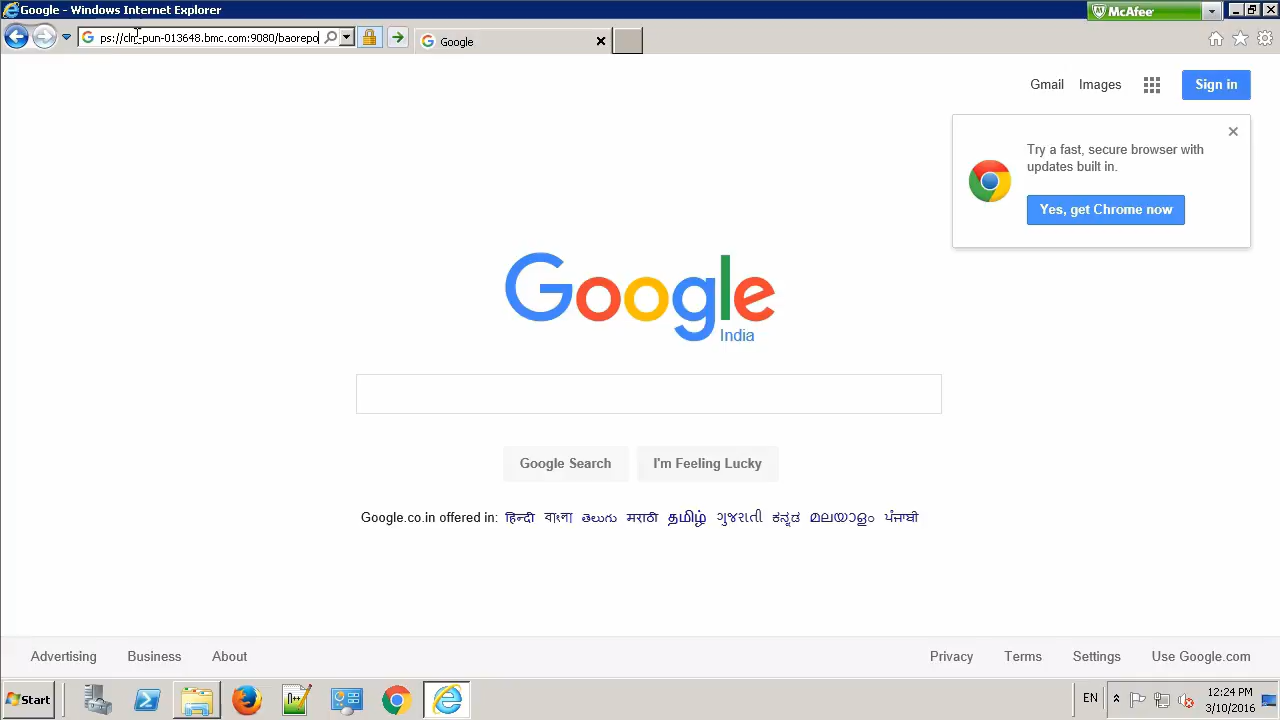 Google - Windows Internet Explorer
McAfee
-pun-013648.bmc.com:9080/baorepo
Google
Gmail Images Sign in
Try a fast, secure browser with
updates built in.
Yes, get Chrome now
Google
India
Google Search I'm Feeling Lucky
Google.co.in offered in: हिन्दी বাংলা తెలుగు मराठी தமிழ் ગુજરાતી ಕನ್ನಡ മലയാളം ਪੰਜਾਬੀ
Advertising Business About Privacy Terms Settings Use Google.com
Start EN 12:24 PM
3/10/2016